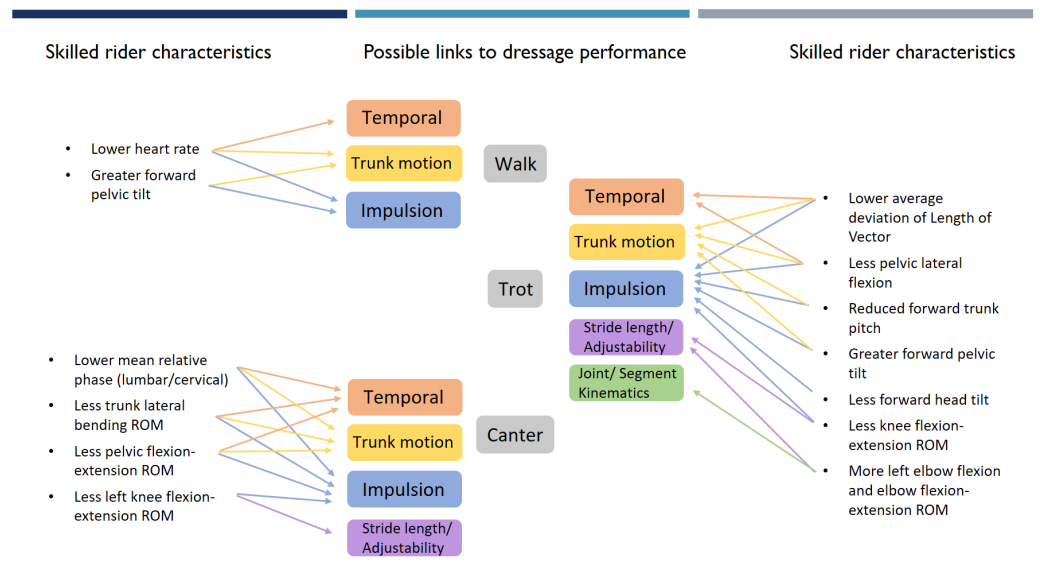 Skilled rider characteristics
Possible links to dressage performance
Skilled rider characteristics
• Lower heart rate
• Greater forward
pelvic tilt
Temporal
Trunk motion
Impulsion
Walk
Temporal
Trunk motion
Impulsion
Stride length/
Adjustability
Joint/ Segment
Kinematics
Trot
• Lower average
deviation of Length of
Vector
• Less pelvic lateral
flexion
• Reduced forward trunk
pitch
• Greater forward pelvic
tilt
• Less forward head tilt
• Less knee flexion-
extension ROM
• More left elbow flexion
and elbow flexion-
extension ROM
• Lower mean relative
phase (lumbar/cervical)
• Less trunk lateral
bending ROM
• Less pelvic flexion-
extension ROM
• Less left knee flexion-
extension ROM
Temporal
Trunk motion
Impulsion
Stride length/
Adjustability
Canter